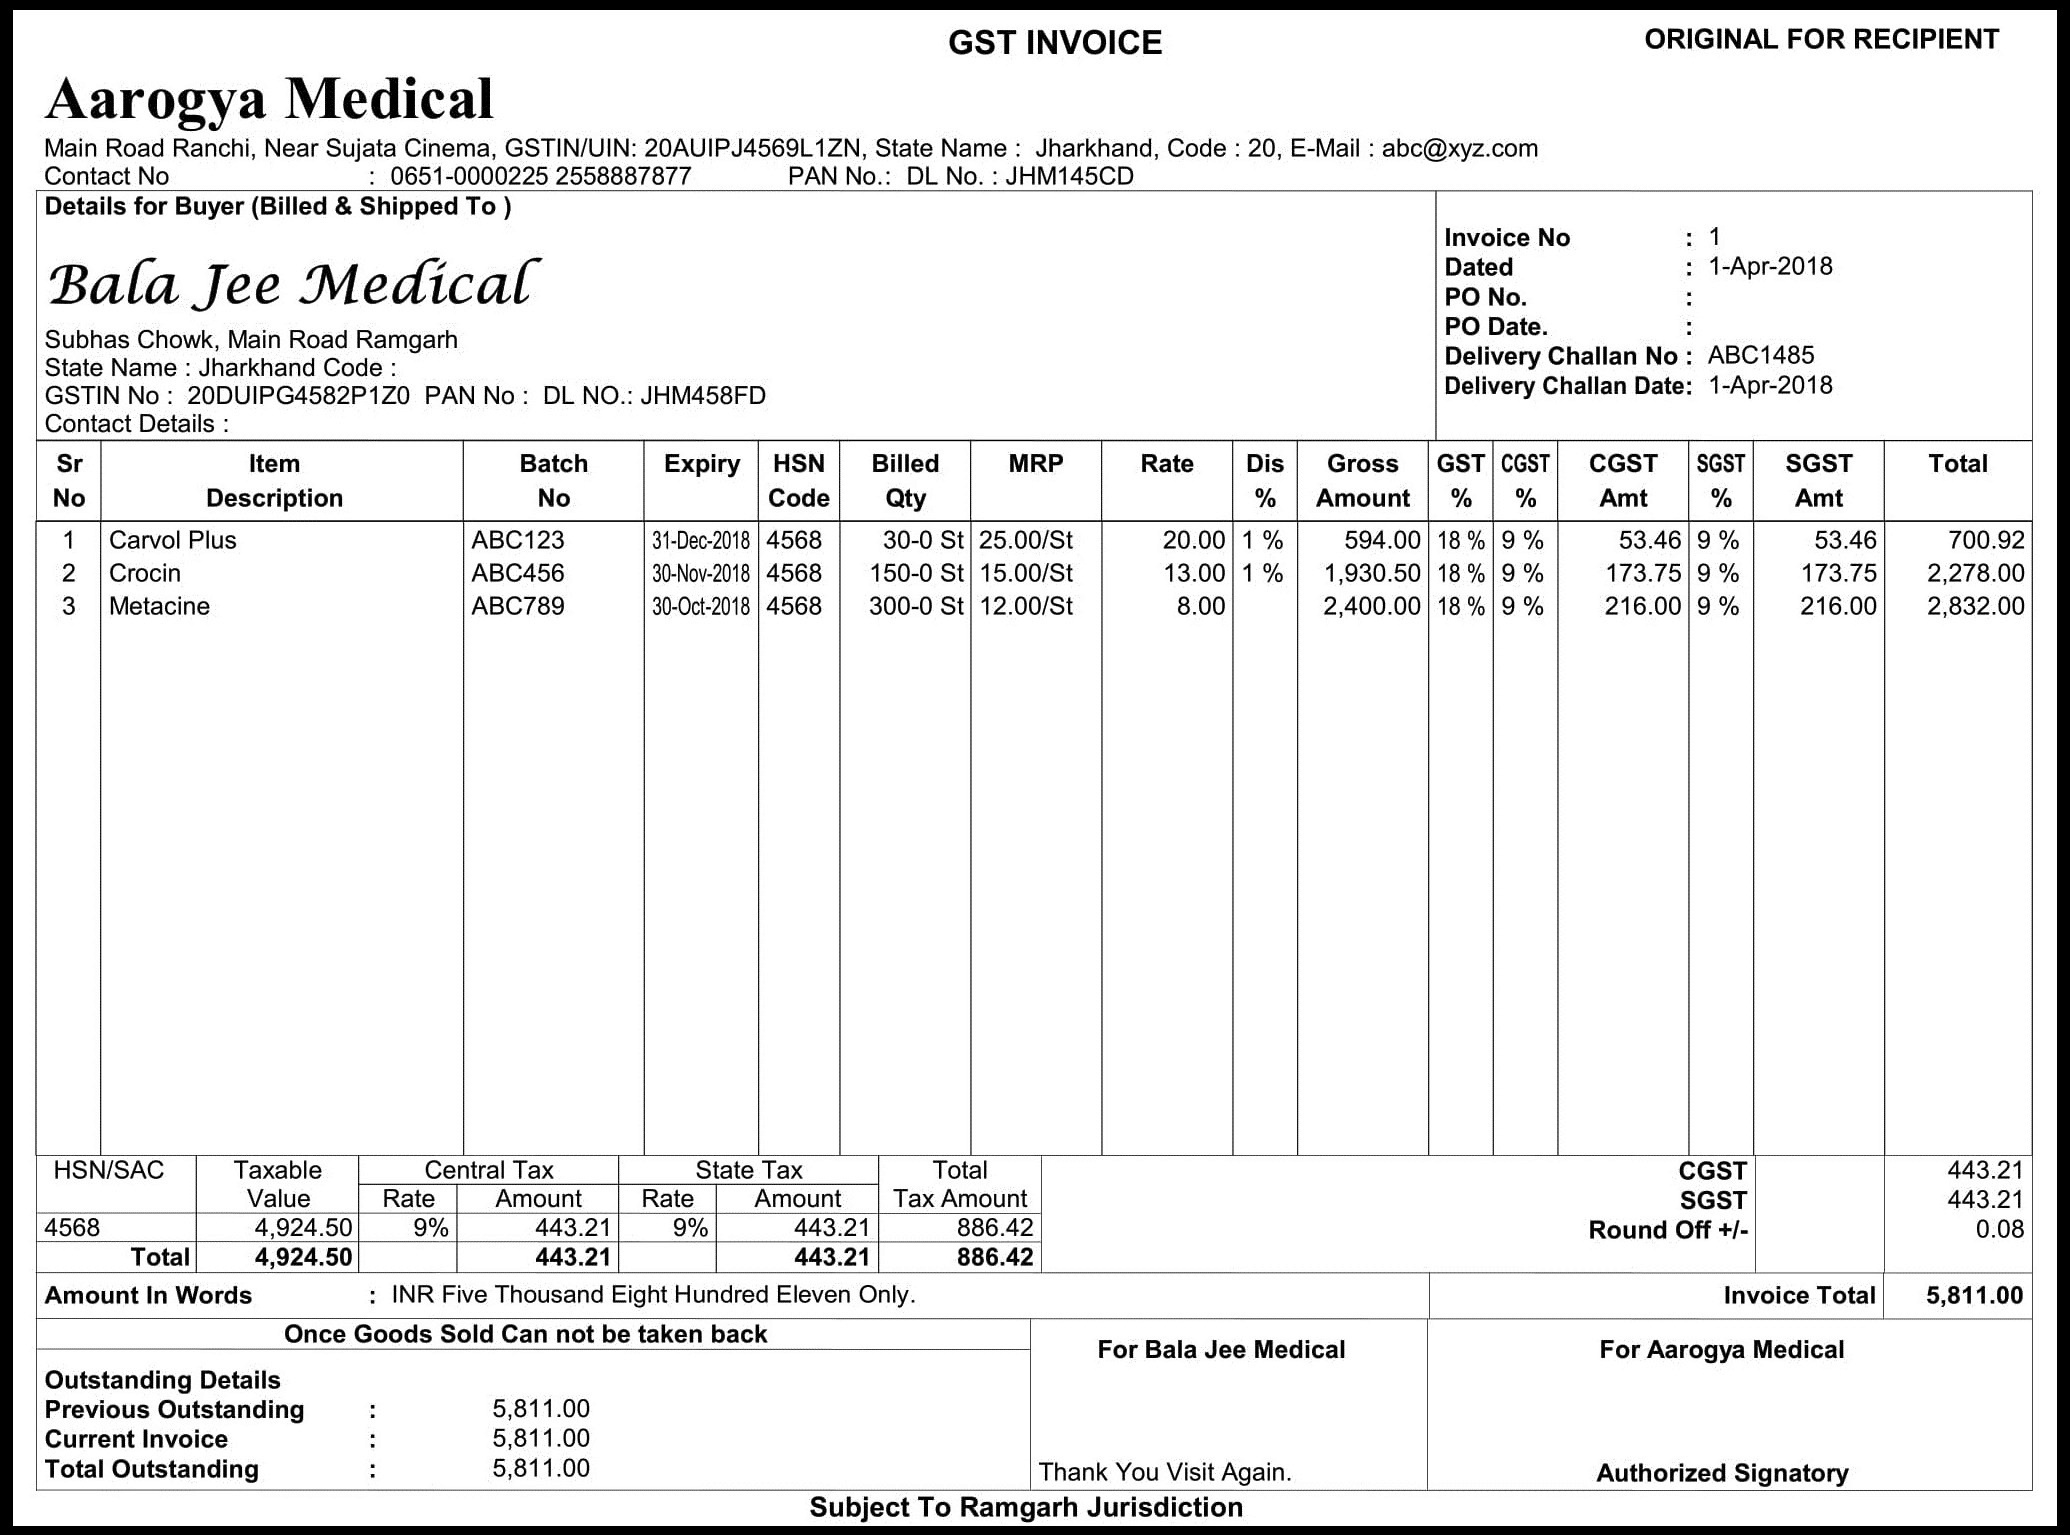 GST INVOICE ORIGINAL FOR RECIPIENT
Aarogya Medical
Main Road Ranchi, Near Sujata Cinema, GSTIN/UIN: 20AUIPJ4569L1ZN, State Name : Jharkhand, Code : 20, E-Mail : abc@xyz.com
Contact No : 0651-0000225 2558887877 PAN No.: DL No. : JHM145CD
Details for Buyer (Billed & Shipped To )
Bala Jee Medical
Subhas Chowk, Main Road Ramgarh
State Name : Jharkhand Code :
GSTIN No : 20DUIPG4582P1Z0 PAN No : DL NO.: JHM458FD
Contact Details :
Invoice No : 1
Dated : 1-Apr-2018
PO No. :
PO Date. :
Delivery Challan No : ABC1485
Delivery Challan Date: 1-Apr-2018
Sr Item Batch Expiry HSN Billed MRP Rate Dis Gross GST CGST CGST SGST SGST Total
No Description No Code Qty % Amount % % Amt % Amt
1 Carvol Plus ABC123 31-Dec-2018 4568 30-0 St 25.00/St 20.00 1 % 594.00 18 % 9 % 53.46 9 % 53.46 700.92
2 Crocin ABC456 30-Nov-2018 4568 150-0 St 15.00/St 13.00 1 % 1,930.50 18 % 9 % 173.75 9 % 173.75 2,278.00
3 Metacine ABC789 30-Oct-2018 4568 300-0 St 12.00/St 8.00 2,400.00 18 % 9 % 216.00 9 % 216.00 2,832.00
HSN/SAC Taxable Central Tax State Tax Total
Value Rate Amount Rate Amount Tax Amount
4568 4,924.50 9% 443.21 9% 443.21 886.42
Total 4,924.50 443.21 443.21 886.42
CGST 443.21
SGST 443.21
Round Off +/- 0.08
Amount In Words : INR Five Thousand Eight Hundred Eleven Only. Invoice Total 5,811.00
Once Goods Sold Can not be taken back
Outstanding Details
Previous Outstanding : 5,811.00
Current Invoice : 5,811.00
Total Outstanding : 5,811.00
For Bala Jee Medical
Thank You Visit Again.
For Aarogya Medical
Authorized Signatory
Subject To Ramgarh Jurisdiction